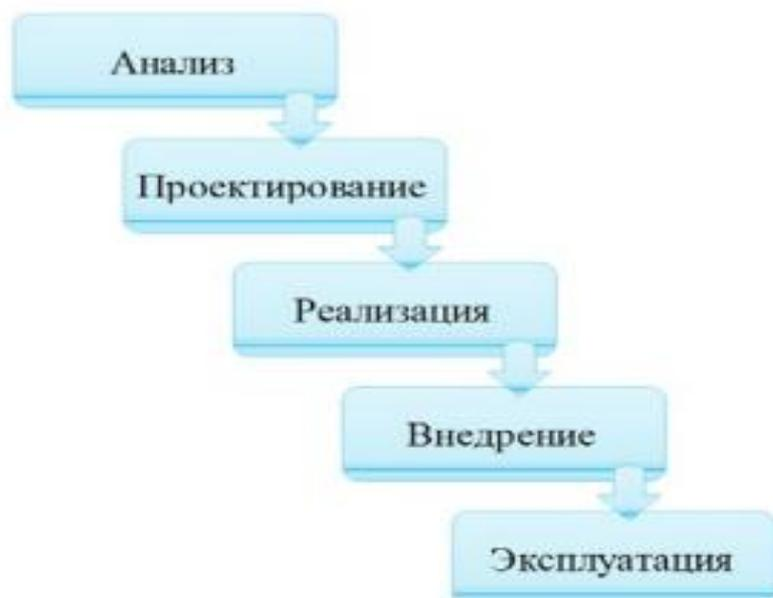 Анализ
Проектирование
Реализация
Внедрение
Эксплуатация